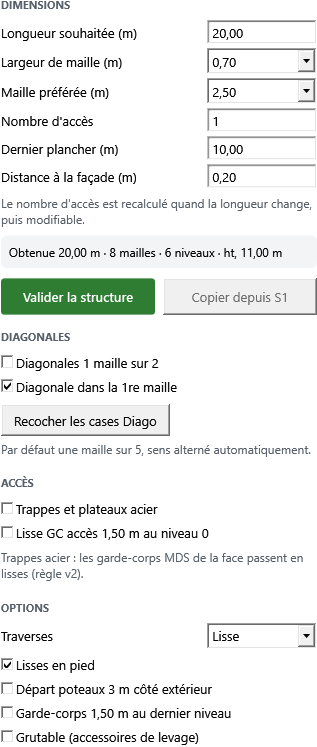 DIMENSIONS
Longueur souhaitée (m) 20,00
Largeur de maille (m) 0,70
Maille préférée (m) 2,50
Nombre d'accès 1
Dernier plancher (m) 10,00
Distance à la façade (m) 0,20
Le nombre d'accès est recalculé quand la longueur change,
puis modifiable.
Obtenue 20,00 m · 8 mailles · 6 niveaux · ht, 11,00 m
Valider la structure Copier depuis S1
DIAGONALES
Diagonales 1 maille sur 2
Diagonale dans la 1re maille
Recocher les cases Diago
Par défaut une maille sur 5, sens alterné automatiquement.
ACCÈS
Trappes et plateaux acier
Lisse GC accès 1,50 m au niveau 0
Trappes acier : les garde-corps MDS de la face passent en
lisses (règle v2).
OPTIONS
Traverses Lisse
Lisses en pied
Départ poteaux 3 m côté extérieur
Garde-corps 1,50 m au dernier niveau
Grutable (accessoires de levage)